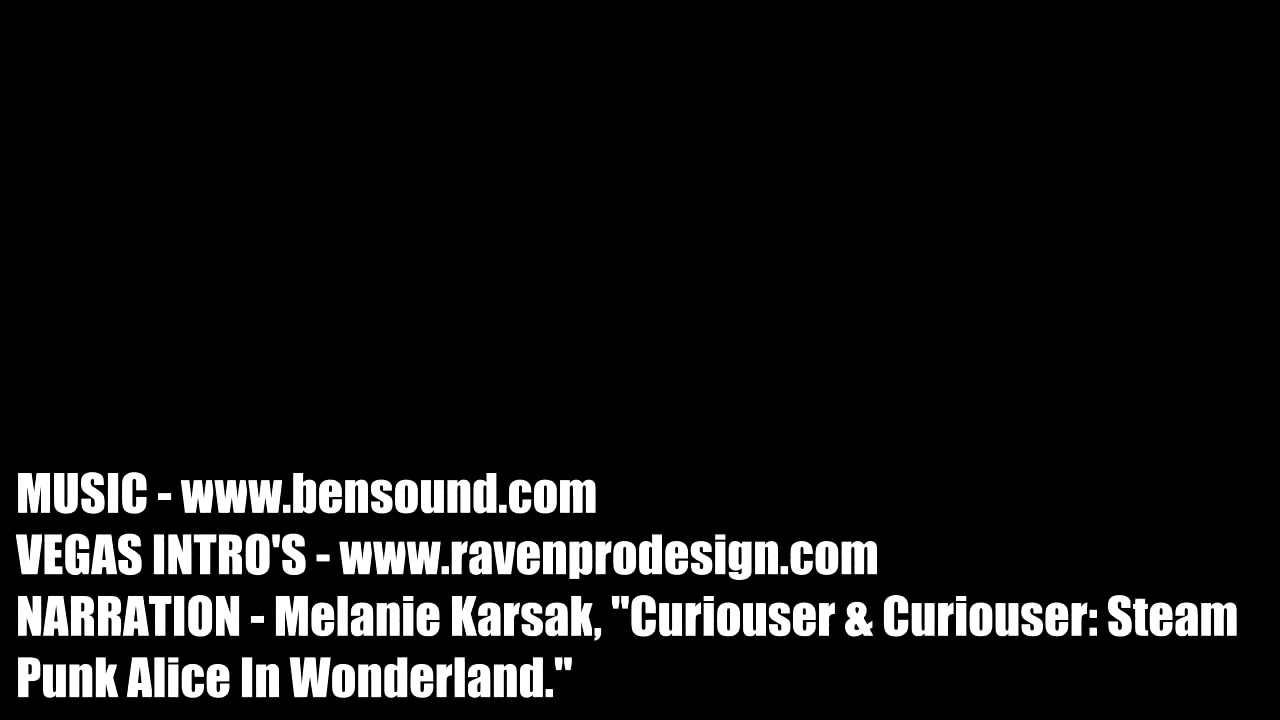 MUSIC - www.bensound.com
VEGAS INTRO'S - www.ravenprodesign.com
NARRATION - Melanie Karsak, "Curiouser & Curiouser: Steam
Punk Alice In Wonderland."